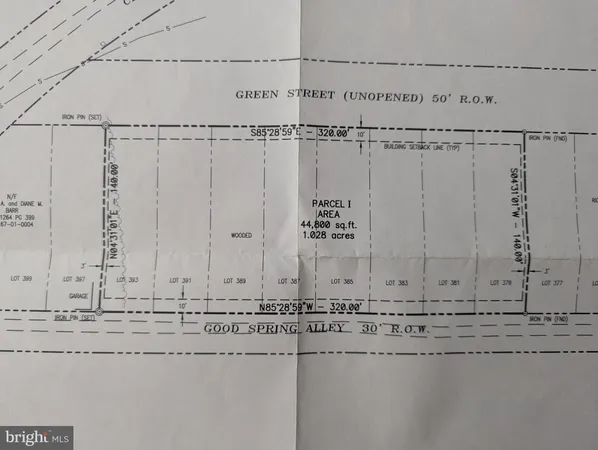 GREEN STREET (UNOPENED) 50' R.O.W.
IRON PIN (SET)
S85°28'59"E - 320.00'
10'
IRON PIN (FND)
BUILDING SETBACK LINE (TYP)
N04°31'01"E - 140.00'
S04°31'01"W - 140.00'
N/F
A. and DIANE M.
BARR
1264 PG 399
67-D1-0004
PARCEL I
AREA
44,800 sq.ft.
1.028 acres
WOODED
3'
3'
LOT 399
LOT 397
LOT 393
LOT 391
LOT 389
LOT 387
LOT 385
LOT 383
LOT 381
LOT 379
LOT 377
GARAGE
10'
N85°28'59"W - 320.00'
IRON PIN (SET)
IRON PIN (FND)
GOOD SPRING ALLEY 30' R.O.W.
bright MLS